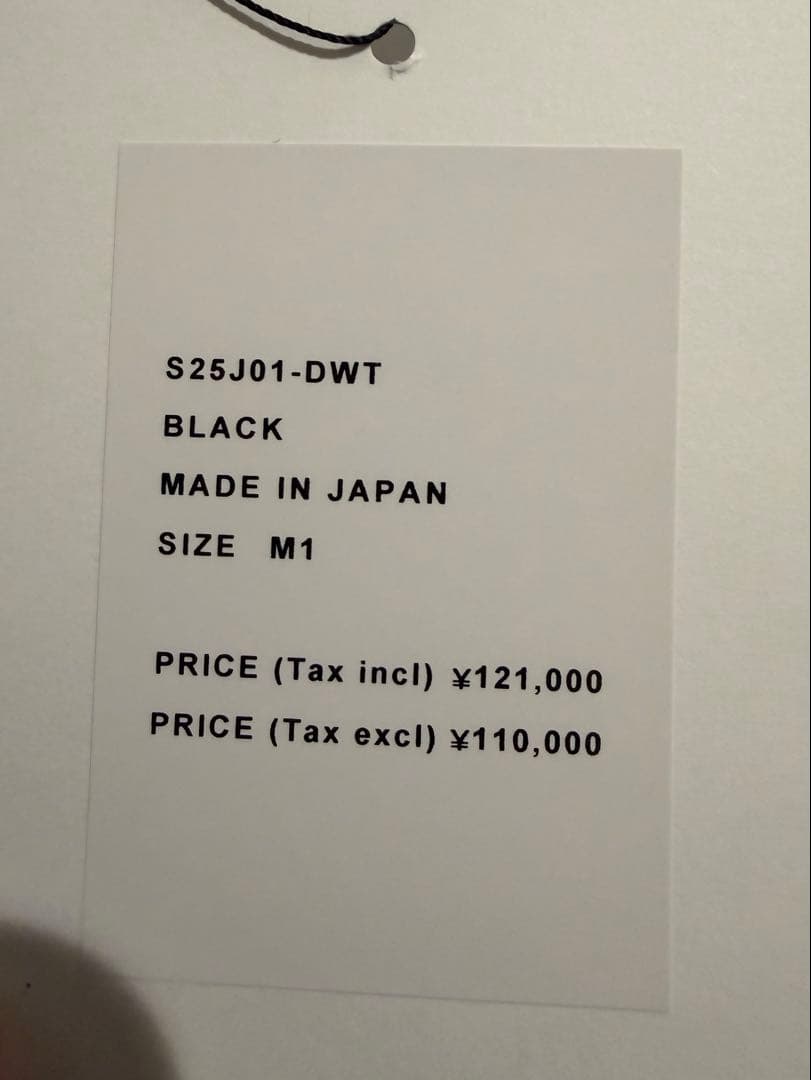 S25J01-DWT
BLACK
MADE IN JAPAN
SIZE M1
PRICE (Tax incl) ¥121,000
PRICE (Tax excl) ¥110,000